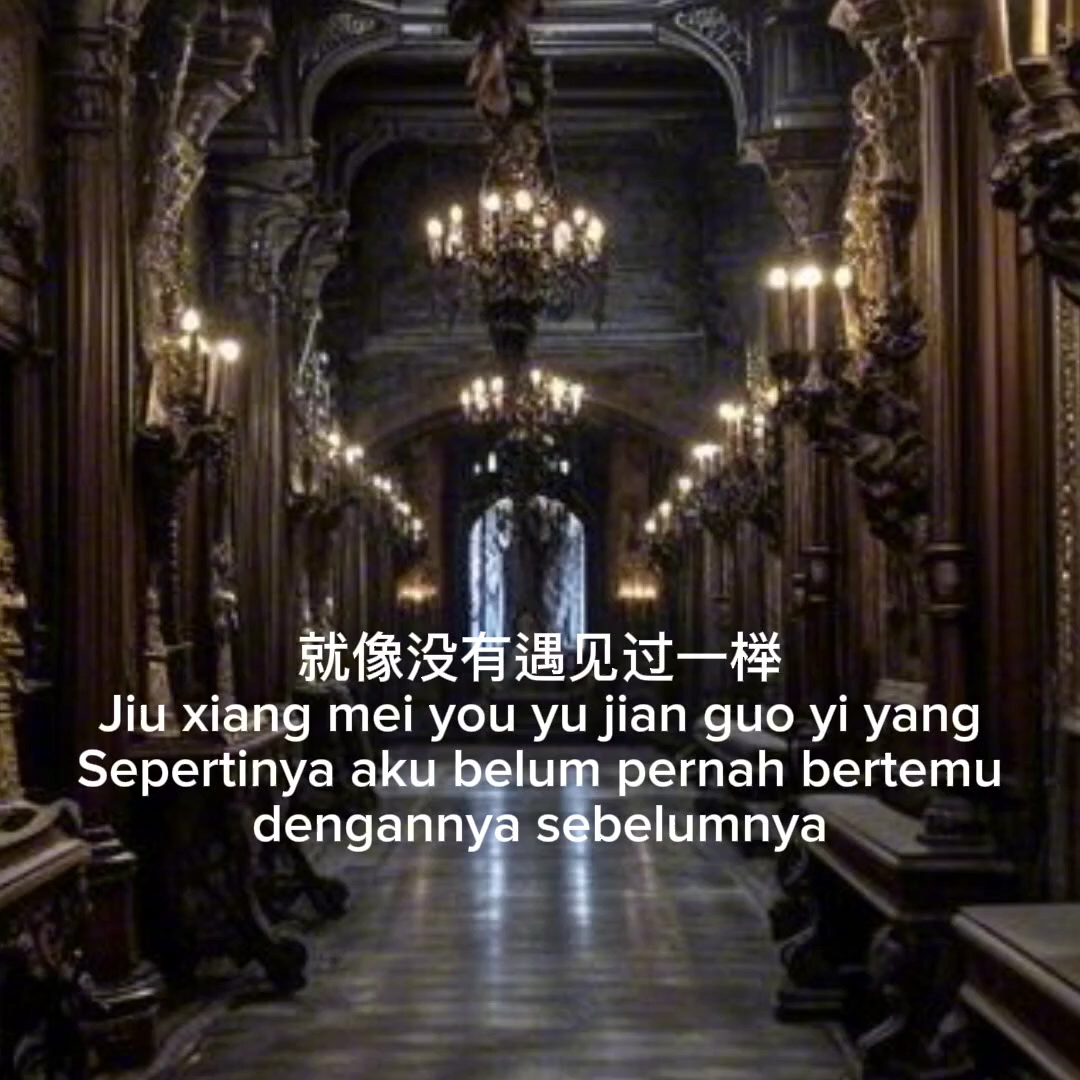 就像没有遇见过一榉
Jiu xiang mei you yu jian guo yi yang
Sepertinya aku belum pernah bertemu
dengannya sebelumnya